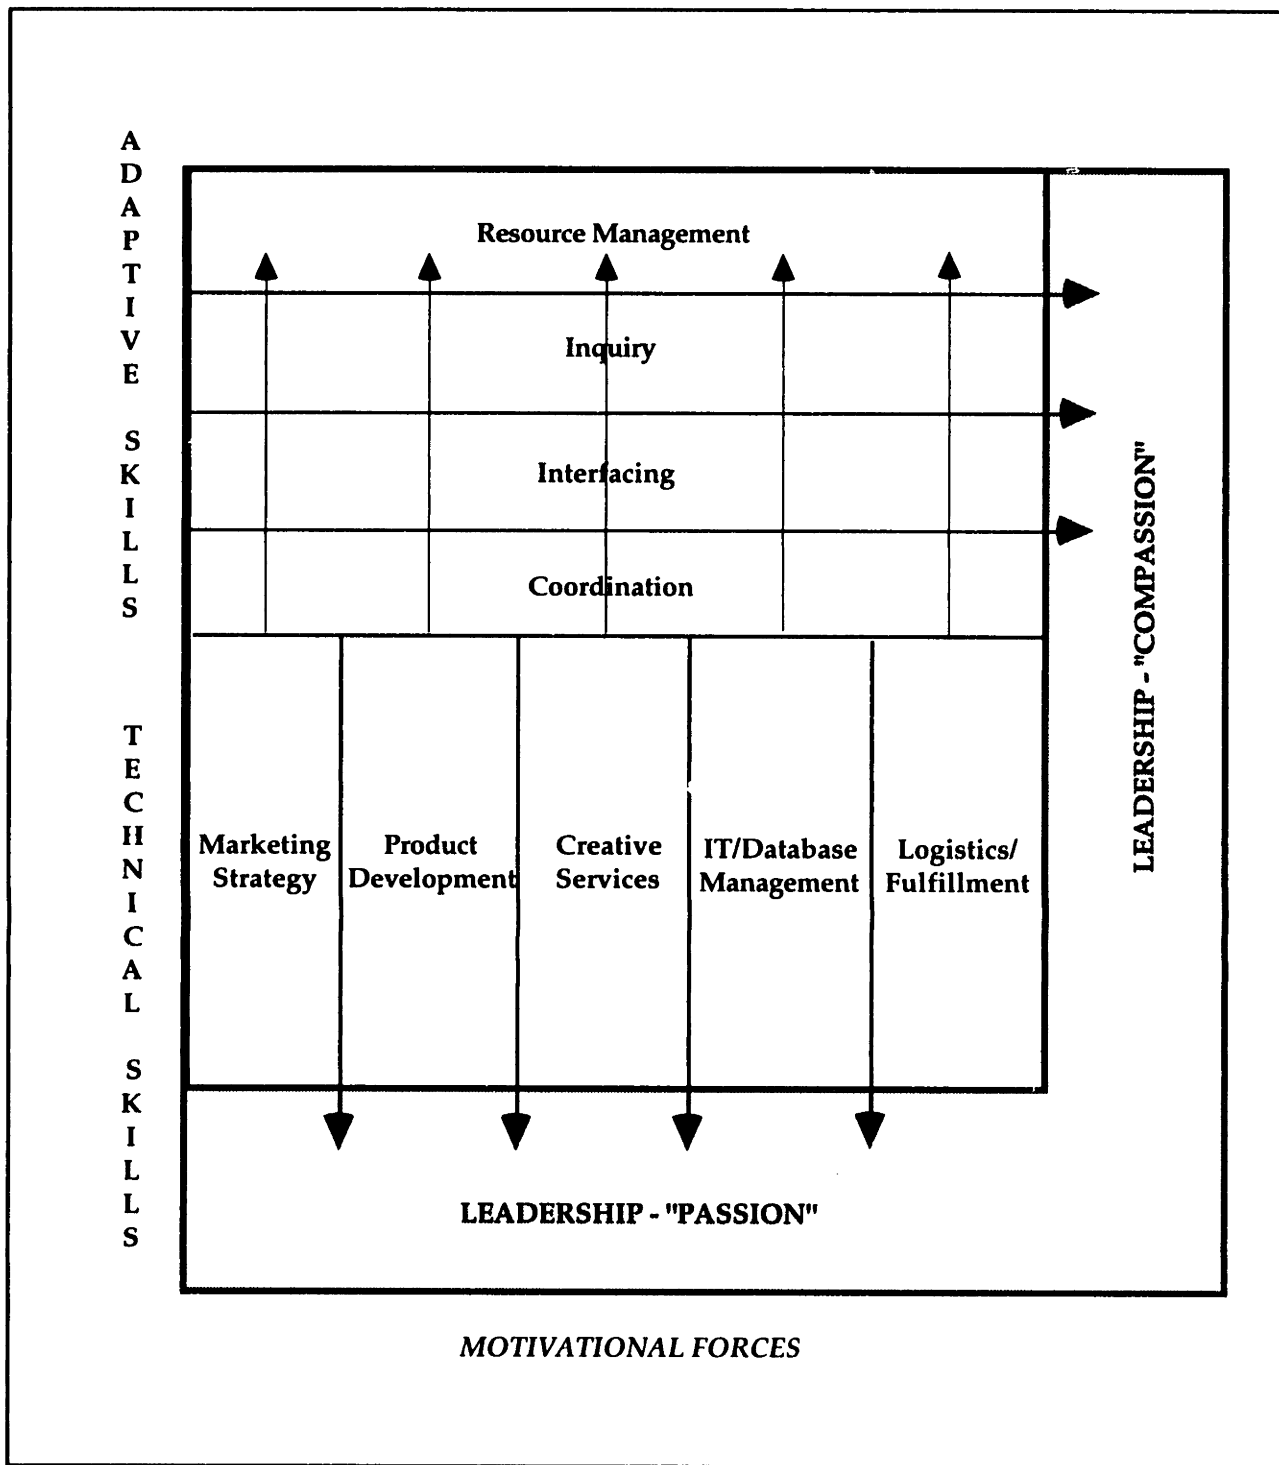 ADAPTIVE SKILLS
Resource Management
Inquiry
Interfacing
Coordination
TECHNICAL SKILLS
Marketing
Strategy
Product
Development
Creative
Services
IT/Database
Management
Logistics/
Fulfillment
LEADERSHIP - "COMPASSION"
LEADERSHIP - "PASSION"
MOTIVATIONAL FORCES